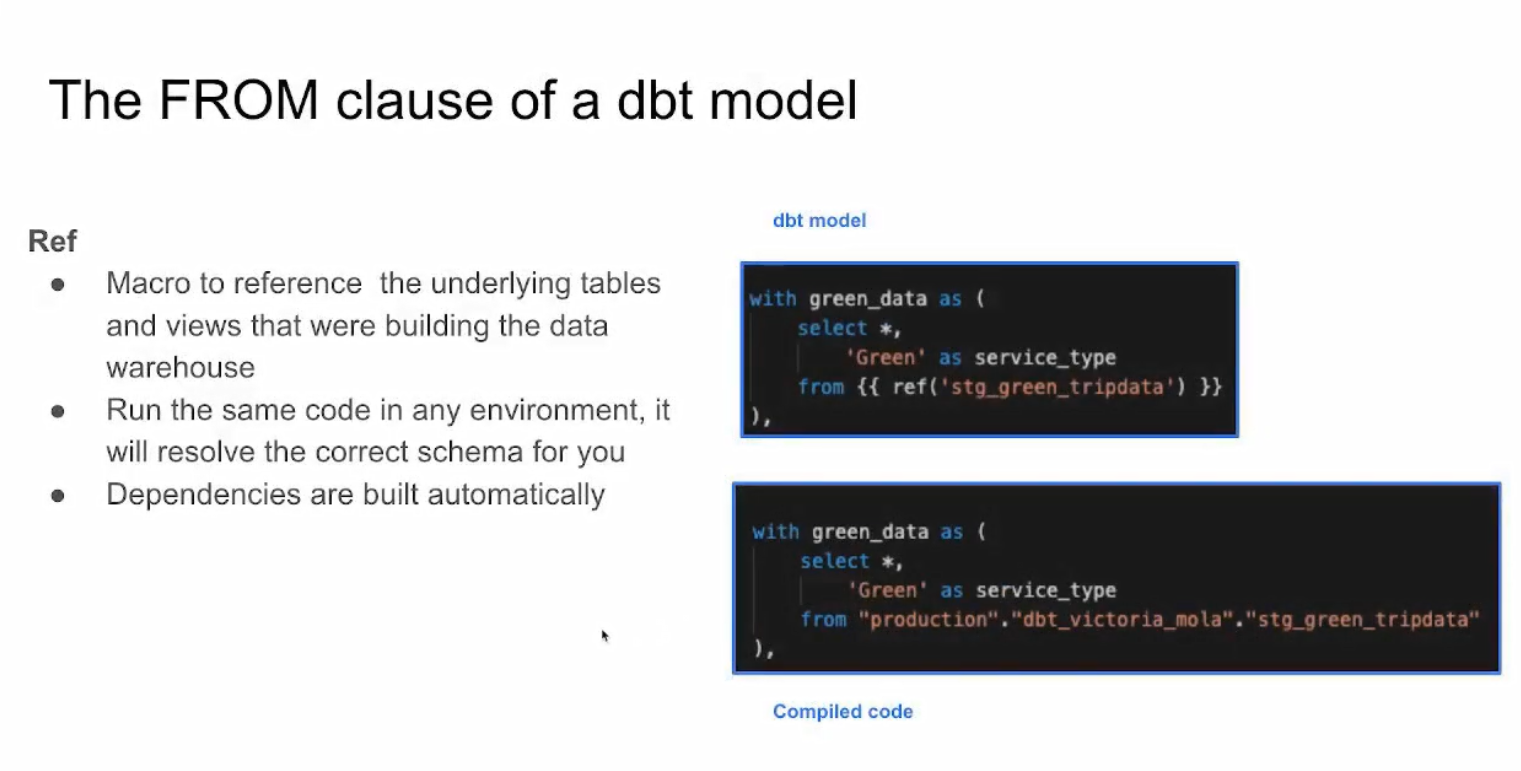 The FROM clause of a dbt model
Ref
● Macro to reference the underlying tables
and views that were building the data
warehouse
● Run the same code in any environment, it
will resolve the correct schema for you
● Dependencies are built automatically
dbt model
with green_data as (
select *,
'Green' as service_type
from {{ ref('stg_green_tripdata') }}
),
with green_data as (
select *,
'Green' as service_type
from "production"."dbt_victoria_mola"."stg_green_tripdata"
),
Compiled code